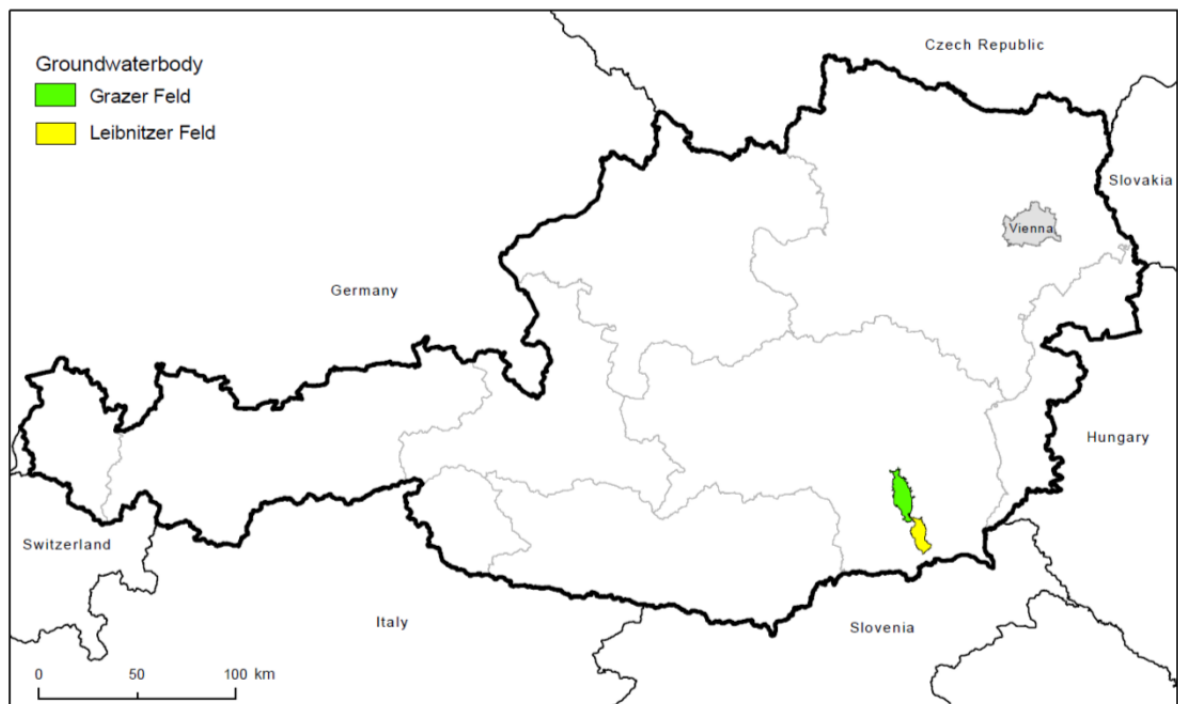 Groundwaterbody
Grazer Feld
Leibnitzer Feld
Czech Republic
Slovakia
Vienna
Germany
Hungary
Switzerland
Italy
Slovenia
0 50 100 km